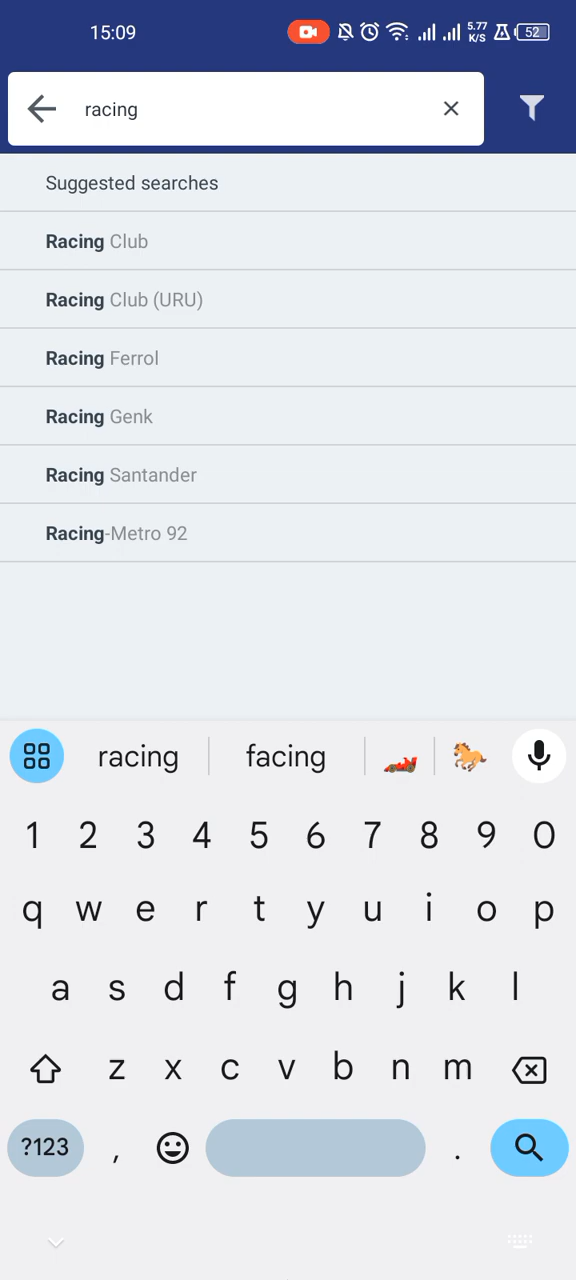 15:09
5.77 K/S
52
racing
Suggested searches
Racing Club
Racing Club (URU)
Racing Ferrol
Racing Genk
Racing Santander
Racing-Metro 92
racing facing
1 2 3 4 5 6 7 8 9 0
q w e r t y u i o p
a s d f g h j k l
z x c v b n m
?123 , .